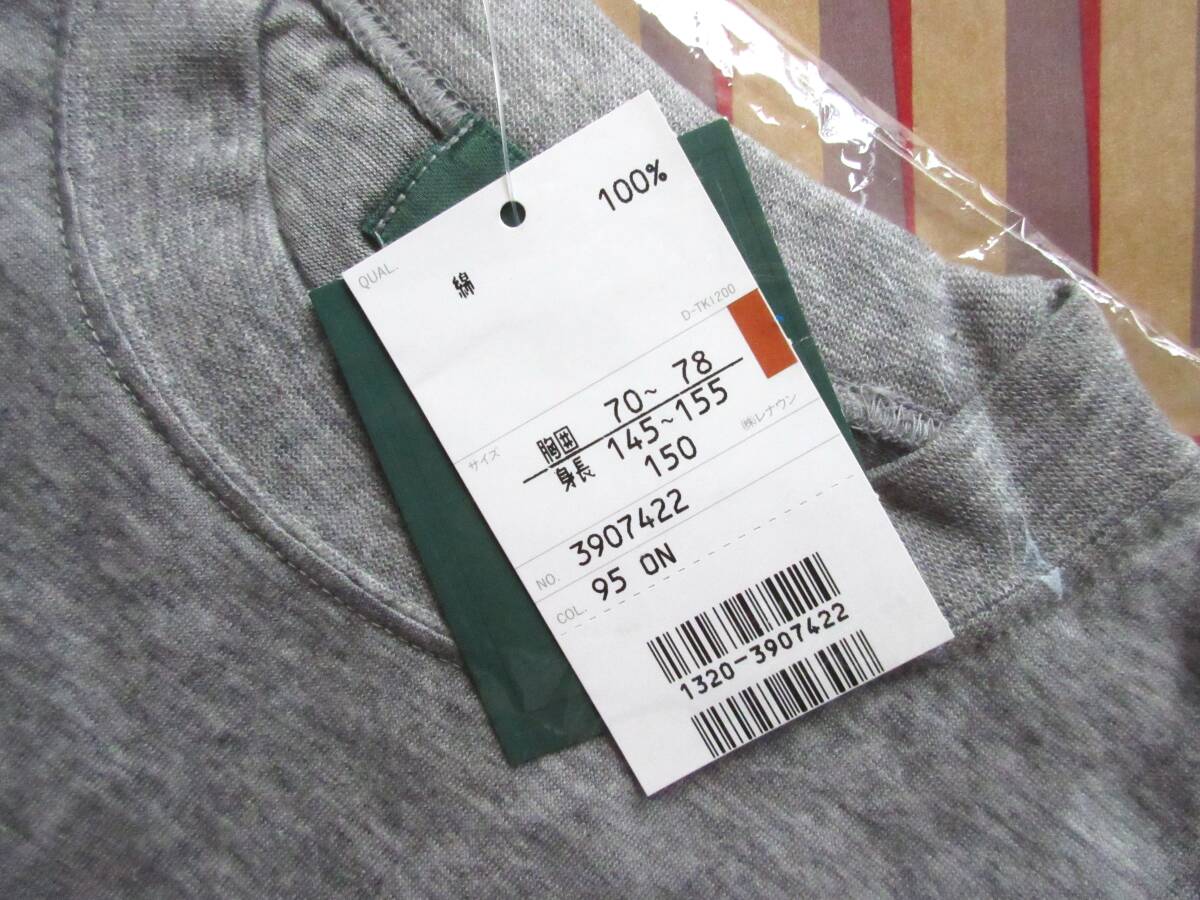 QUAL.
綿 100%
D-TK1200
サイズ
胸囲 70~ 78
身長 145~155
150
㈱レナウン
NO. 3907422
COL. 95 ON
1320-3907422